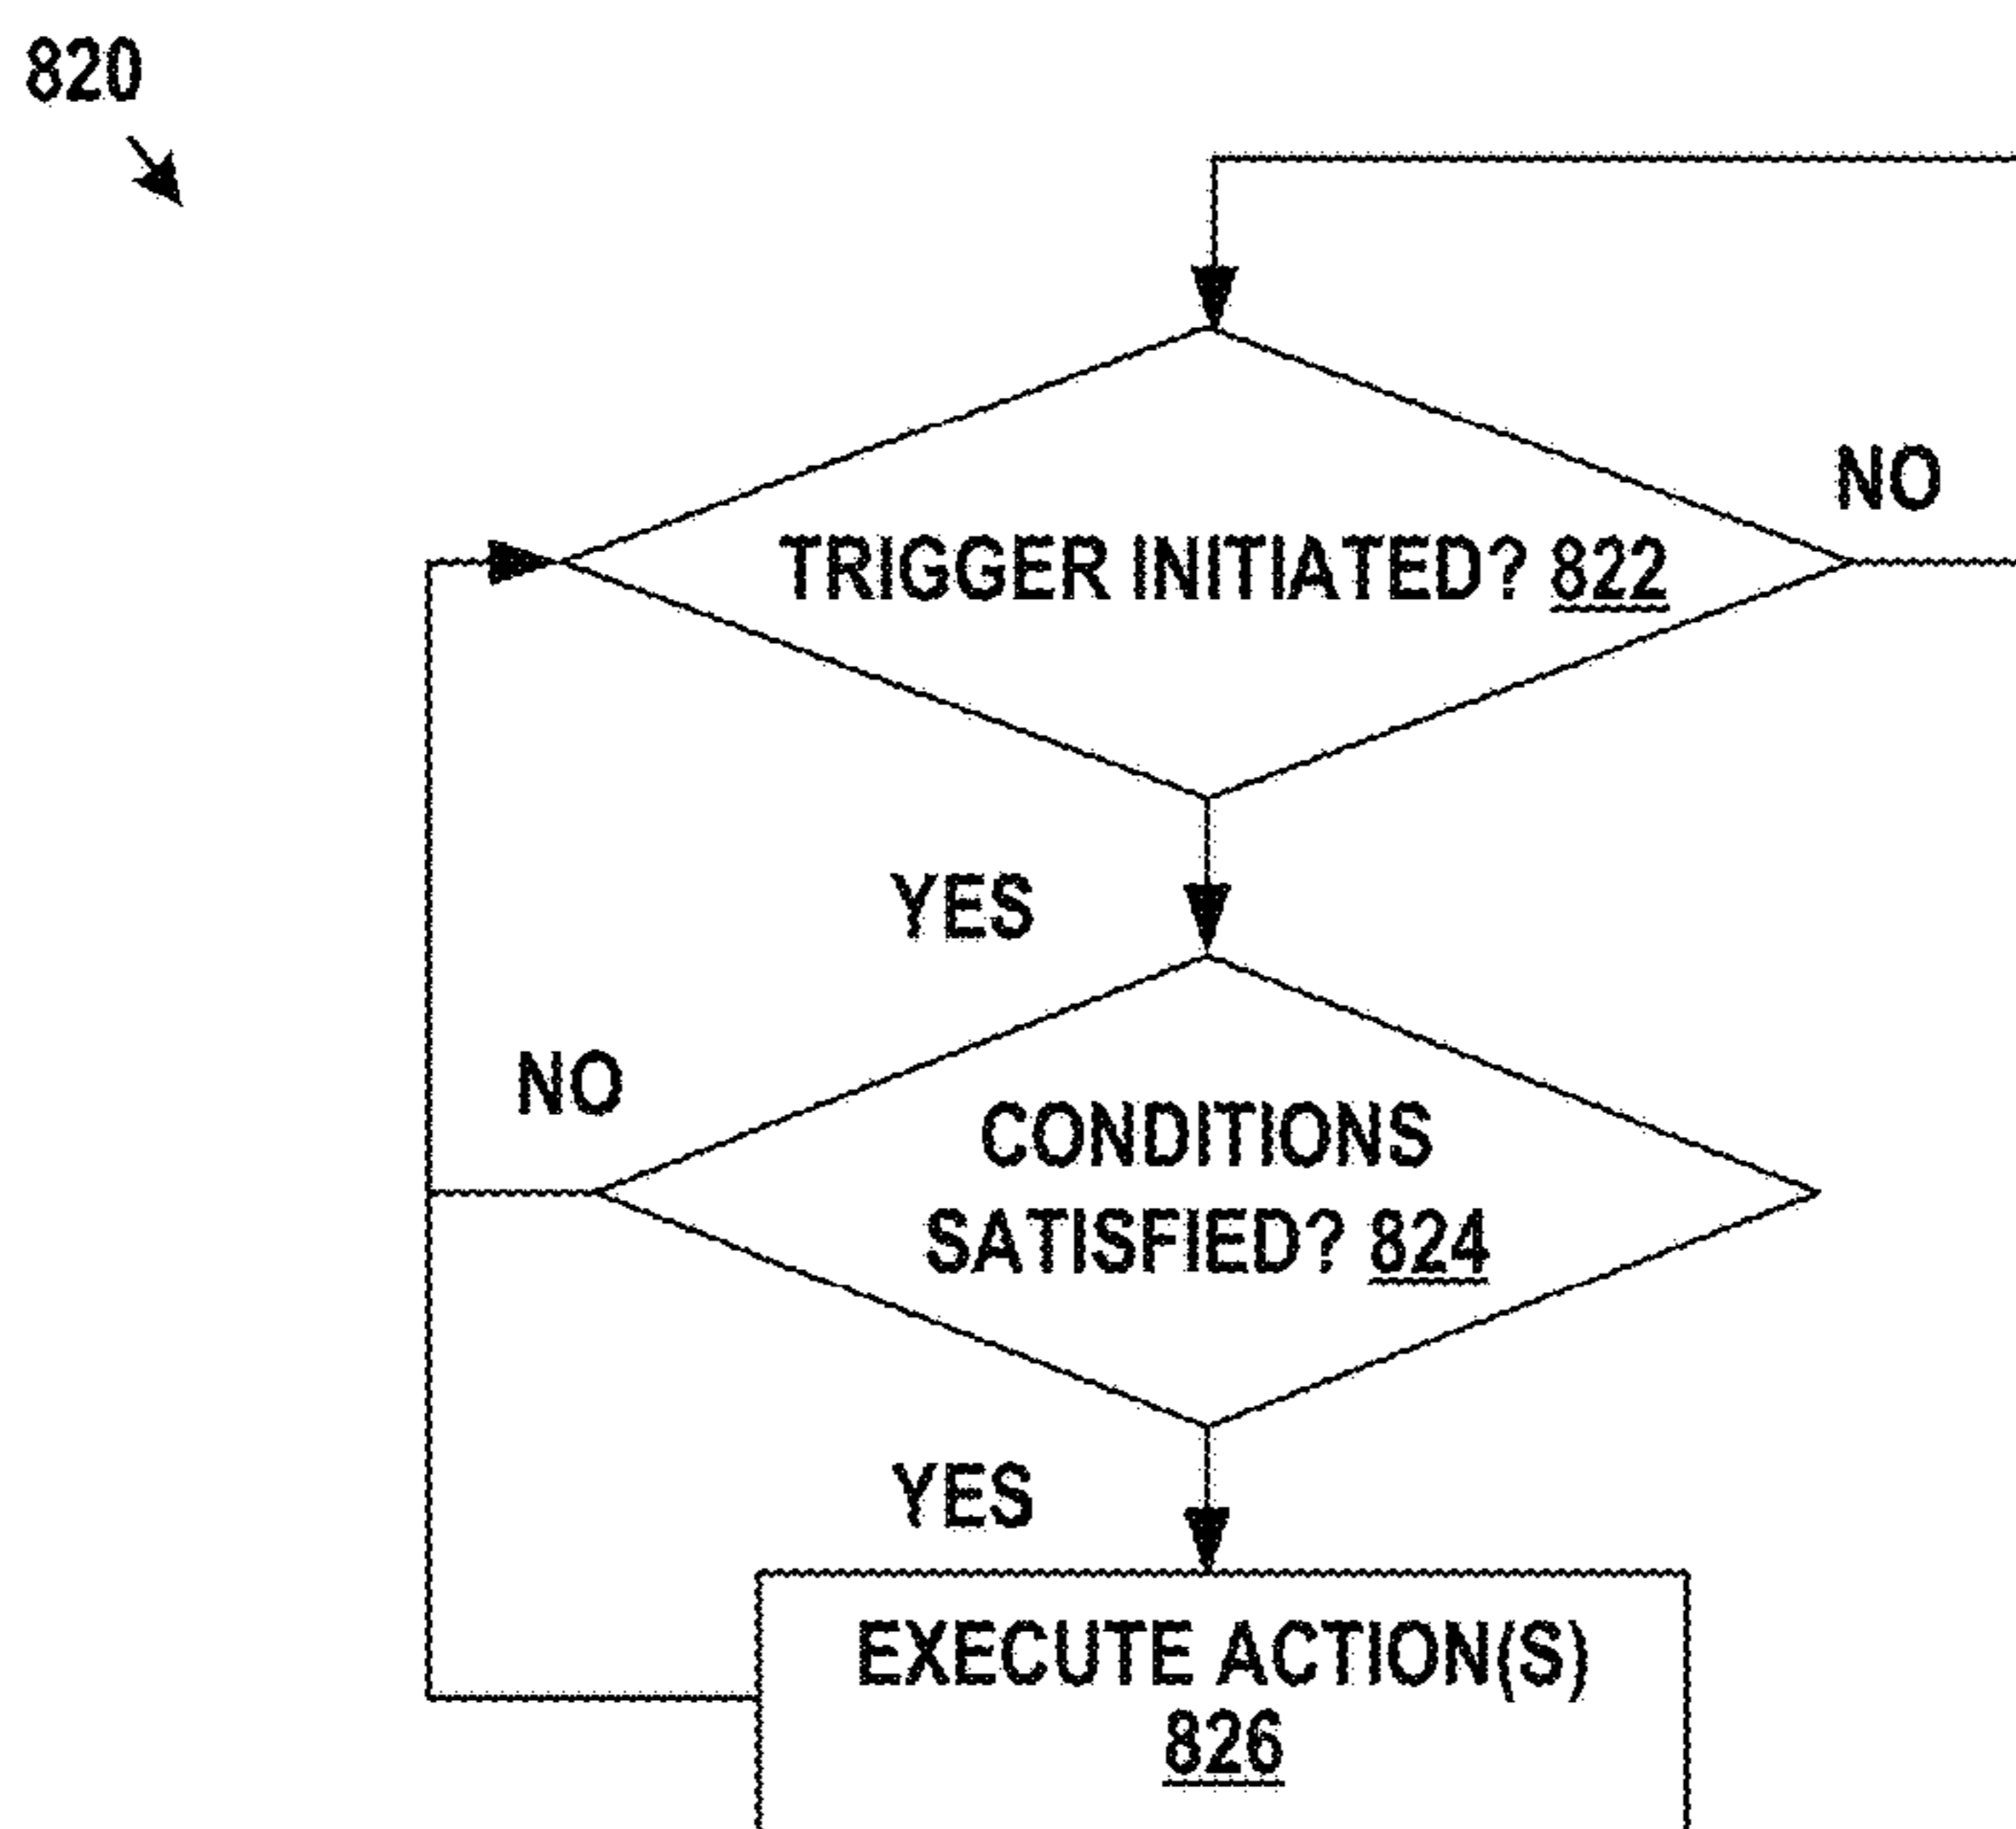 820
NO
TRIGGER INITIATED? 822
YES
NO
CONDITIONS
SATISFIED? 824
YES
EXECUTE ACTION(S)
826